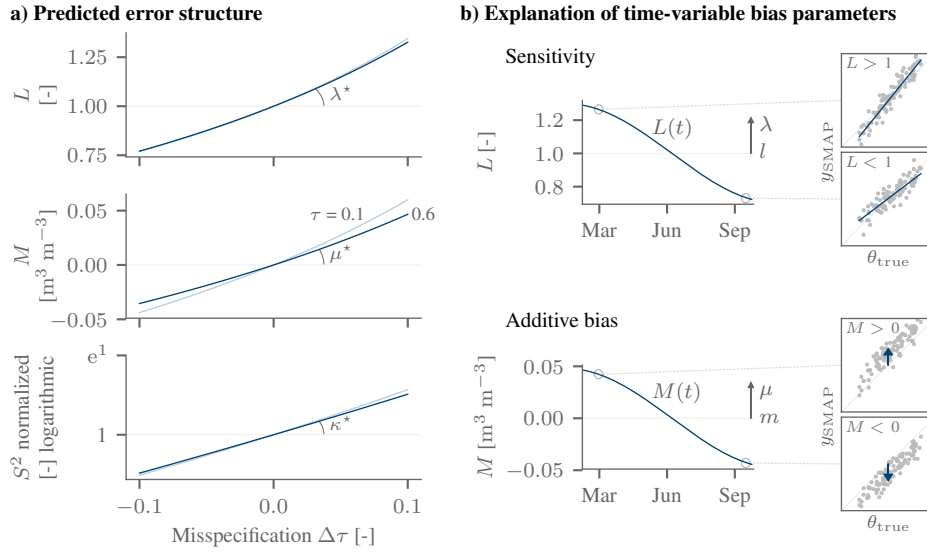 a) Predicted error structure
1.25
1.00
0.75
L
[-]
λ*
0.05
0.00
−0.05
M
[m³ m⁻³]
τ = 0.1
0.6
μ*
e¹
1
S² normalized
[-] logarithmic
κ*
−0.1
0.0
0.1
Misspecification Δτ [-]
b) Explanation of time-variable bias parameters
Sensitivity
1.2
1.0
0.8
L [-]
L(t)
λ
l
Mar
Jun
Sep
L > 1
L < 1
y_SMAP
θ_true
Additive bias
0.05
0.00
−0.05
M [m³ m⁻³]
M(t)
μ
m
Mar
Jun
Sep
M > 0
M < 0
y_SMAP
θ_true